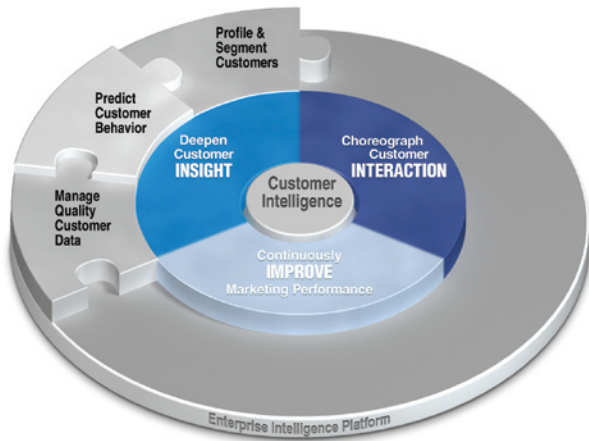 Profile &
Segment
Customers
Predict
Customer
Behavior
Manage
Quality
Customer
Data
Deepen
Customer
INSIGHT
Choreograph
Customer
INTERACTION
Customer
Intelligence
Continuously
IMPROVE
Marketing Performance
Enterprise Intelligence Platform